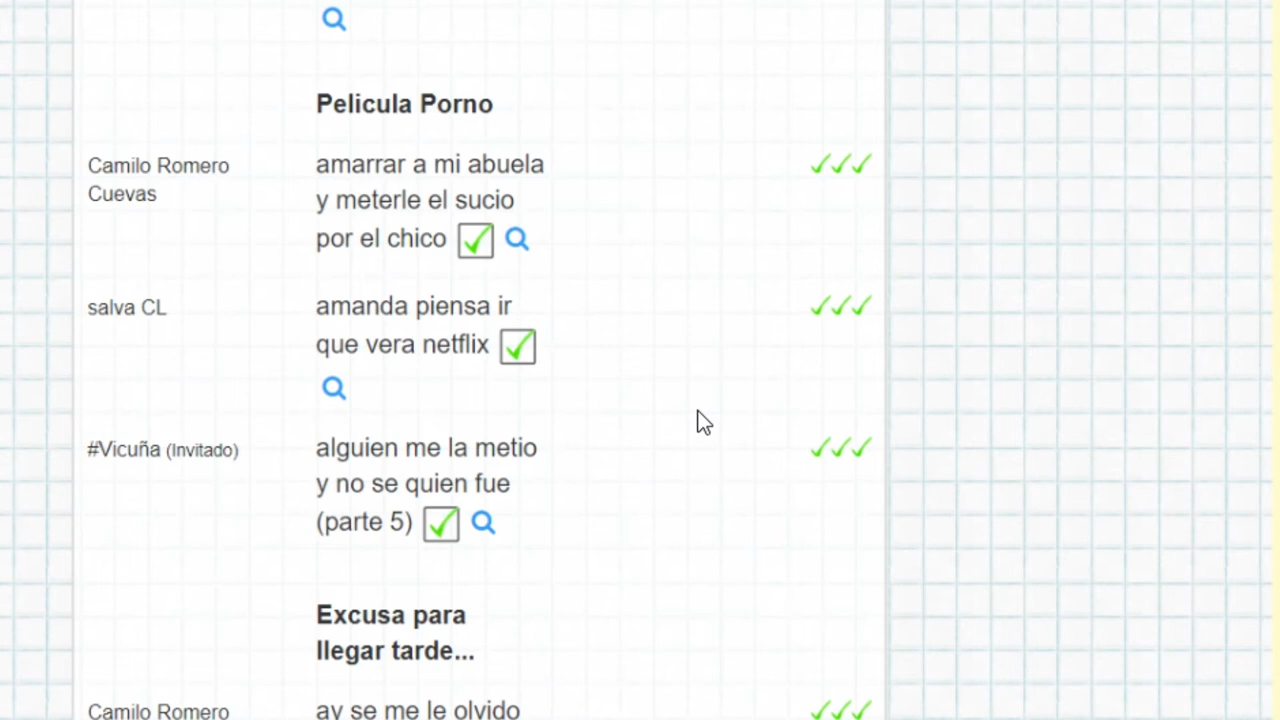 Pelicula Porno
Camilo Romero
Cuevas
amarrar a mi abuela
y meterle el sucio
por el chico
salva CL
amanda piensa ir
que vera netflix
#Vicuña (Invitado)
alguien me la metio
y no se quien fue
(parte 5)
Excusa para
llegar tarde...
Camilo Romero
ay se me le olvido